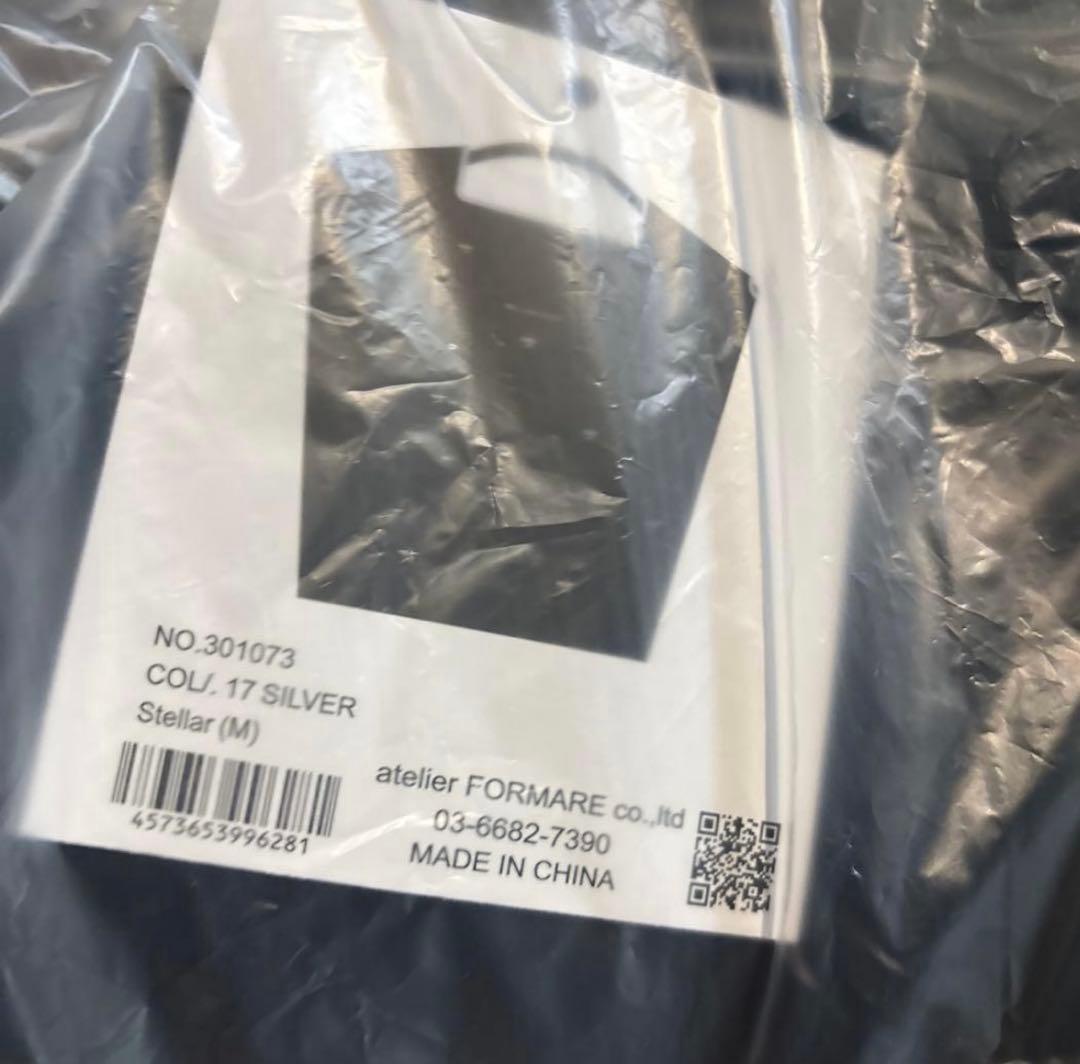 NO.301073
COL/. 17 SILVER
Stellar (M)
4573653996281
atelier FORMARE co.,ltd
03-6682-7390
MADE IN CHINA